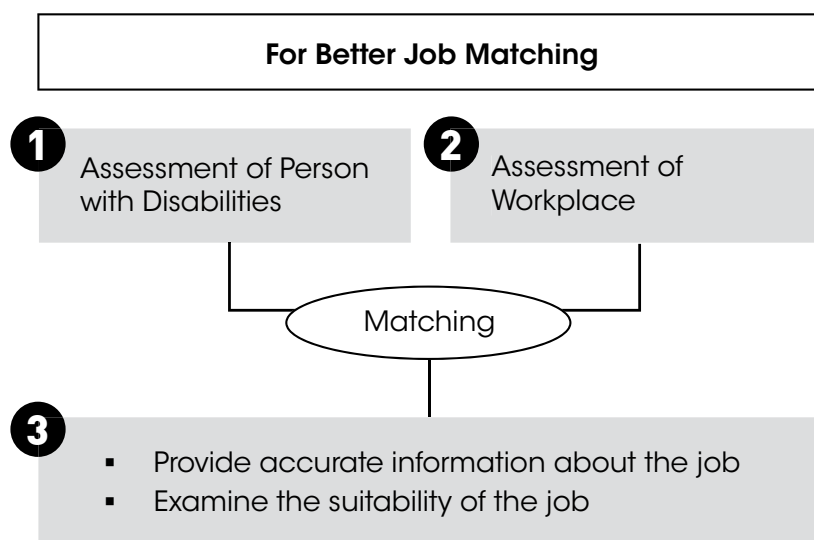 For Better Job Matching
1
Assessment of Person
with Disabilities
2
Assessment of
Workplace
Matching
3
▪ Provide accurate information about the job
▪ Examine the suitability of the job